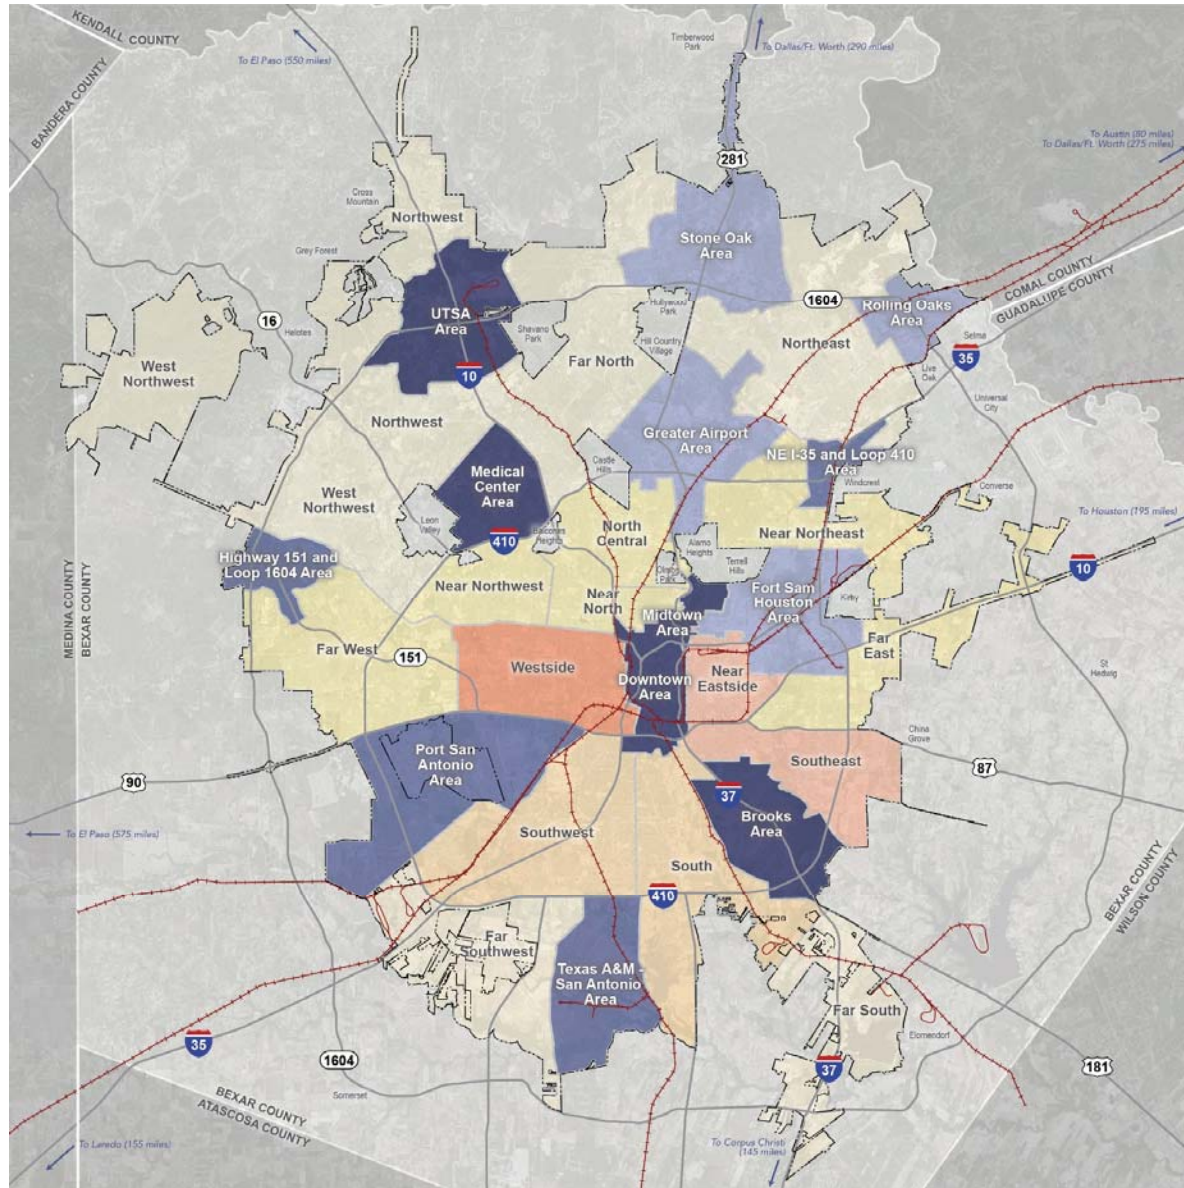 KENDALL COUNTY
BANDERA COUNTY
To El Paso (550 miles)
Timberwood
Park
To Dallas/Ft. Worth (290 miles)
To Austin (80 miles)
To Dallas/Ft. Worth (275 miles)
281
Cross
Mountain
Northwest
Grey Forest
Stone Oak
Area
COMAL COUNTY
GUADALUPE COUNTY
1604
Rolling Oaks
Area
UTSA
Area
16
Helotes
Shavano
Park
Hollywood
Park
Hill Country
Village
Northeast
Selma
35
West
Northwest
Far North
10
Live
Oak
Universal
City
Northwest
Greater Airport
Area
NE I-35 and Loop 410
Area
Castle
Hills
Medical
Center
Area
Windcrest
Converse
West
Northwest
Leon
Valley
410
Balcones
Heights
North
Central
Near Northeast
To Houston (195 miles)
Alamo
Heights
Terrell
Hills
Olmos
Park
Highway 151 and
Loop 1604 Area
10
Near Northwest
Near
North
Fort Sam
Houston
Area
Kirby
Midtown
Area
MEDINA COUNTY
BEXAR COUNTY
Far West
151
Westside
Downtown
Area
Near
Eastside
Far
East
St
Hedwig
China
Grove
Port San
Antonio
Area
Southeast
90
87
37
Brooks
Area
To El Paso (575 miles)
Southwest
South
410
BEXAR COUNTY
WILSON COUNTY
Far
Southwest
Texas A&M -
San Antonio
Area
Far South
Elmendorf
35
1604
37
181
Somerset
BEXAR COUNTY
ATASCOSA COUNTY
To Laredo (155 miles)
To Corpus Christi
(145 miles)